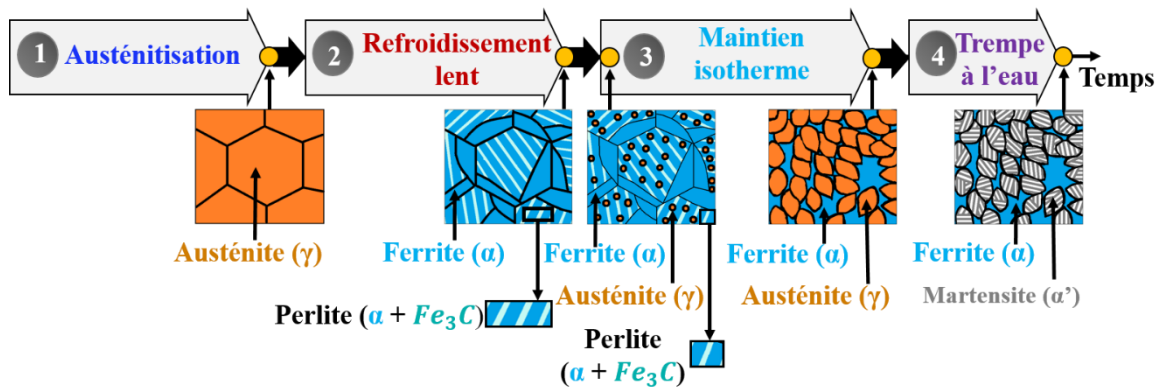 1 Austénitisation
2 Refroidissement
lent
3 Maintien
isotherme
4 Trempe
à l’eau
Temps
Austénite (γ)
Ferrite (α)
Perlite (α + Fe₃C)
Ferrite (α)
Austénite (γ)
Perlite
(α + Fe₃C)
Ferrite (α)
Austénite (γ)
Ferrite (α)
Martensite (α’)